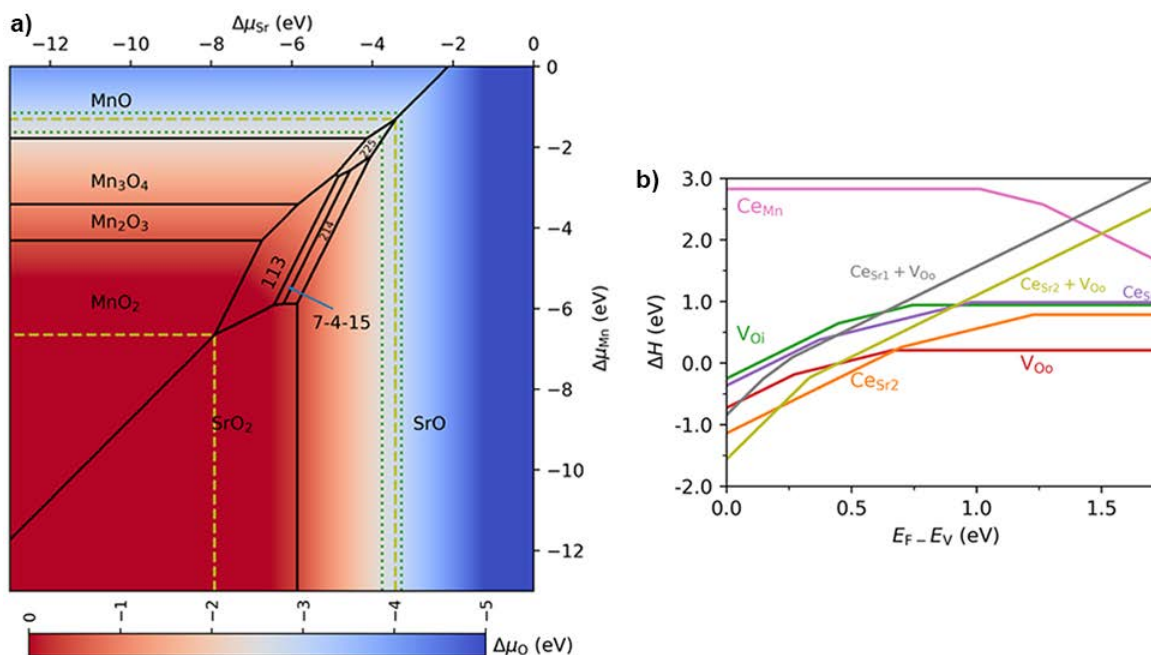 a)
Δμ_Sr (eV)
−12 −10 −8 −6 −4 −2 0
0
MnO
−2
225
Mn₃O₄
Mn₂O₃
−4
214
113
MnO₂
−6
7-4-15
Δμ_Mn (eV)
−8
SrO₂ SrO
−10
−12
0 −1 −2 −3 −4 −5
Δμ_O (eV)
b)
3.0
Ce_Mn
2.0
Ce_Sr1 + V_Oo
Ce_Sr2 + V_Oo
1.0
ΔH (eV)
V_Oi
0.0
Ce_Sr2
V_Oo
-1.0
-2.0
0.0 0.5 1.0 1.5
E_F − E_V (eV)